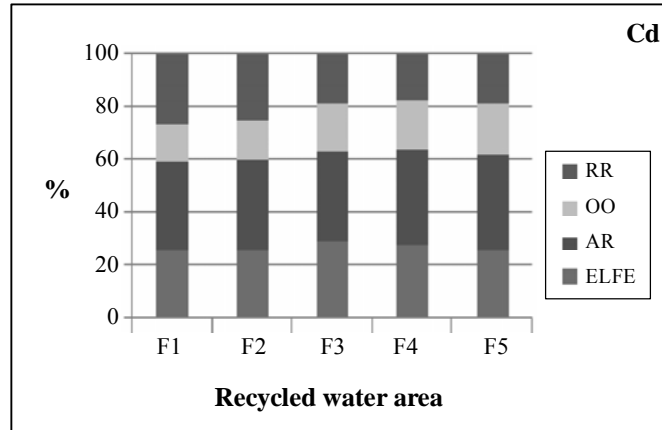 Cd
100
80
60
%
40
20
0
F1 F2 F3 F4 F5
Recycled water area
RR
OO
AR
ELFE